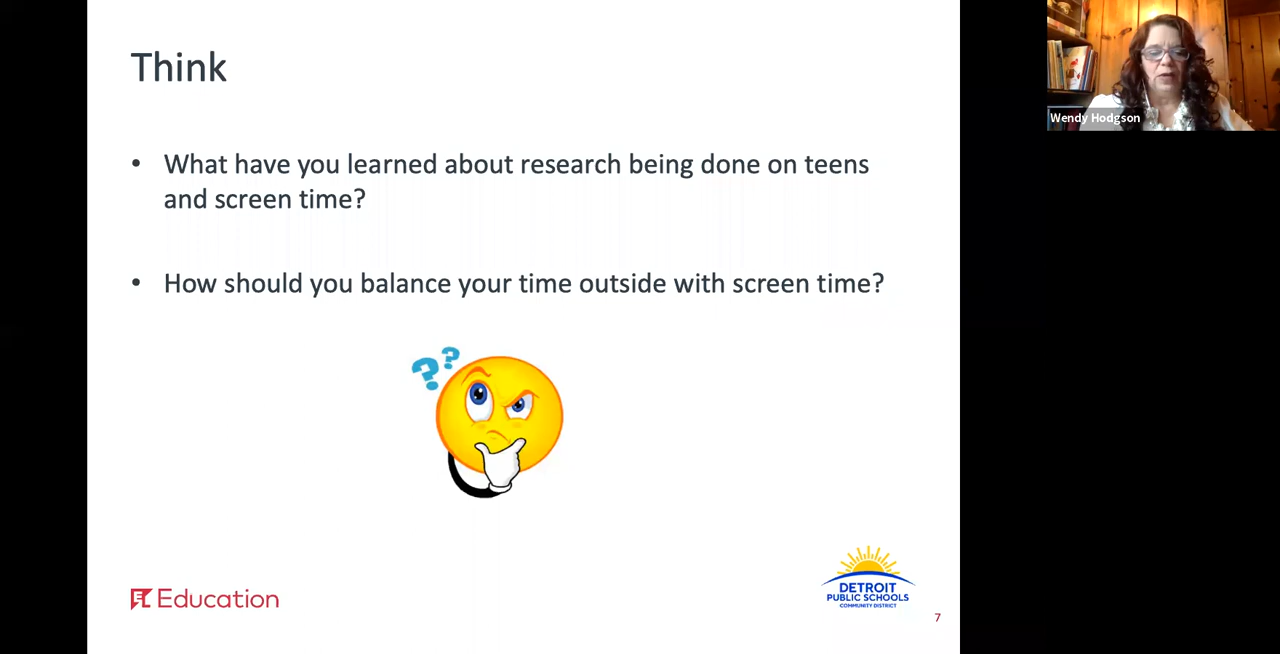 Think
• What have you learned about research being done on teens
and screen time?
• How should you balance your time outside with screen time?
??
EL Education
DETROIT
PUBLIC SCHOOLS
COMMUNITY DISTRICT
7
Wendy Hodgson